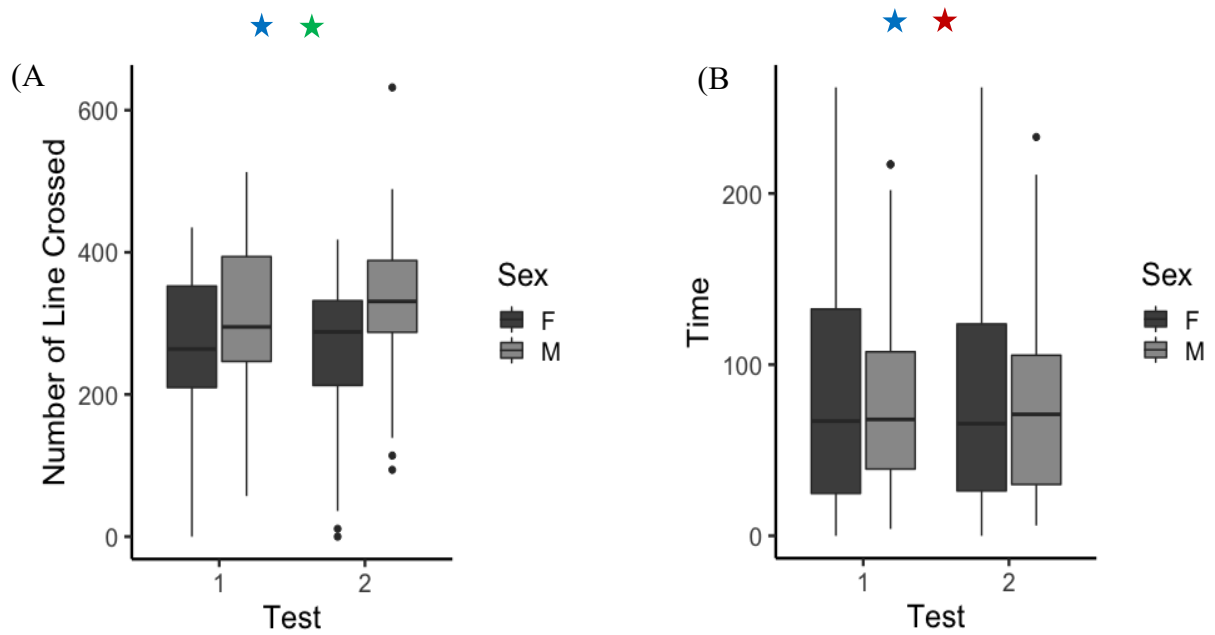 (A
600
400
200
0
Number of Line Crossed
1 2
Test
Sex
F
M
(B
200
100
0
Time
1 2
Test
Sex
F
M